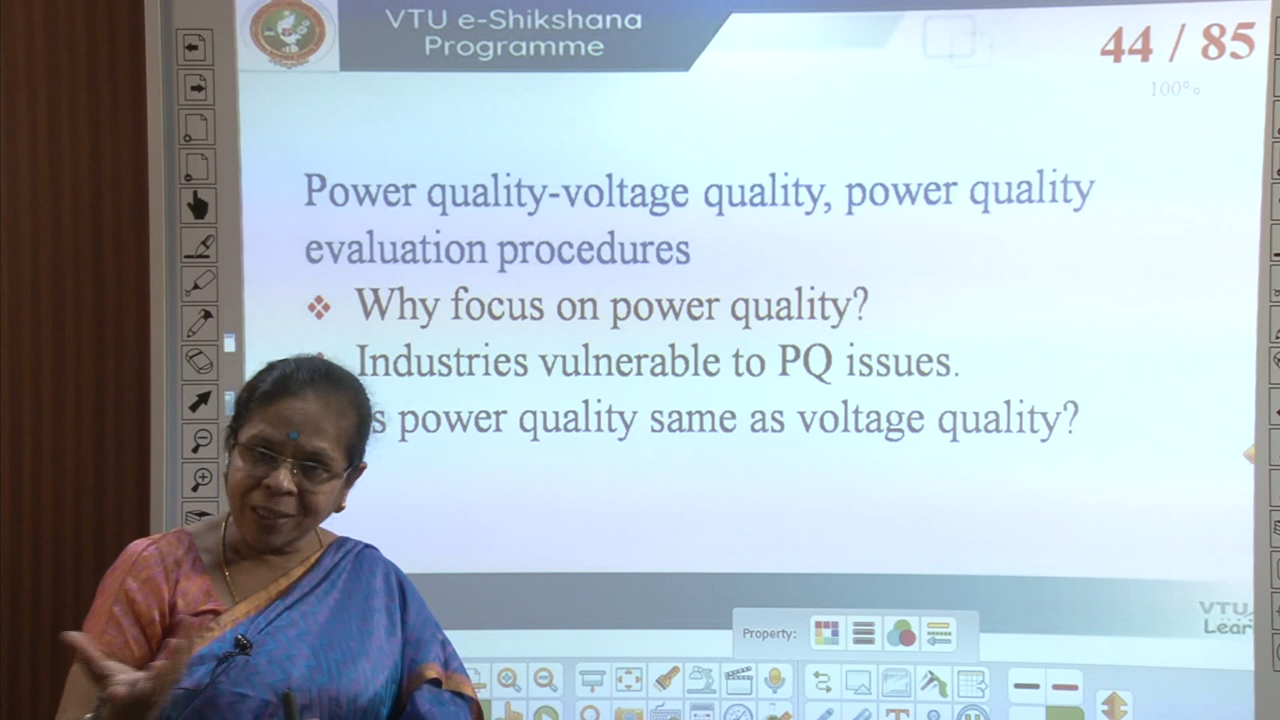 VTU e-Shikshana
Programme
44 / 85
100%
Power quality-voltage quality, power quality
evaluation procedures
Why focus on power quality?
Industries vulnerable to PQ issues.
s power quality same as voltage quality?
VTU
Lear
Property: